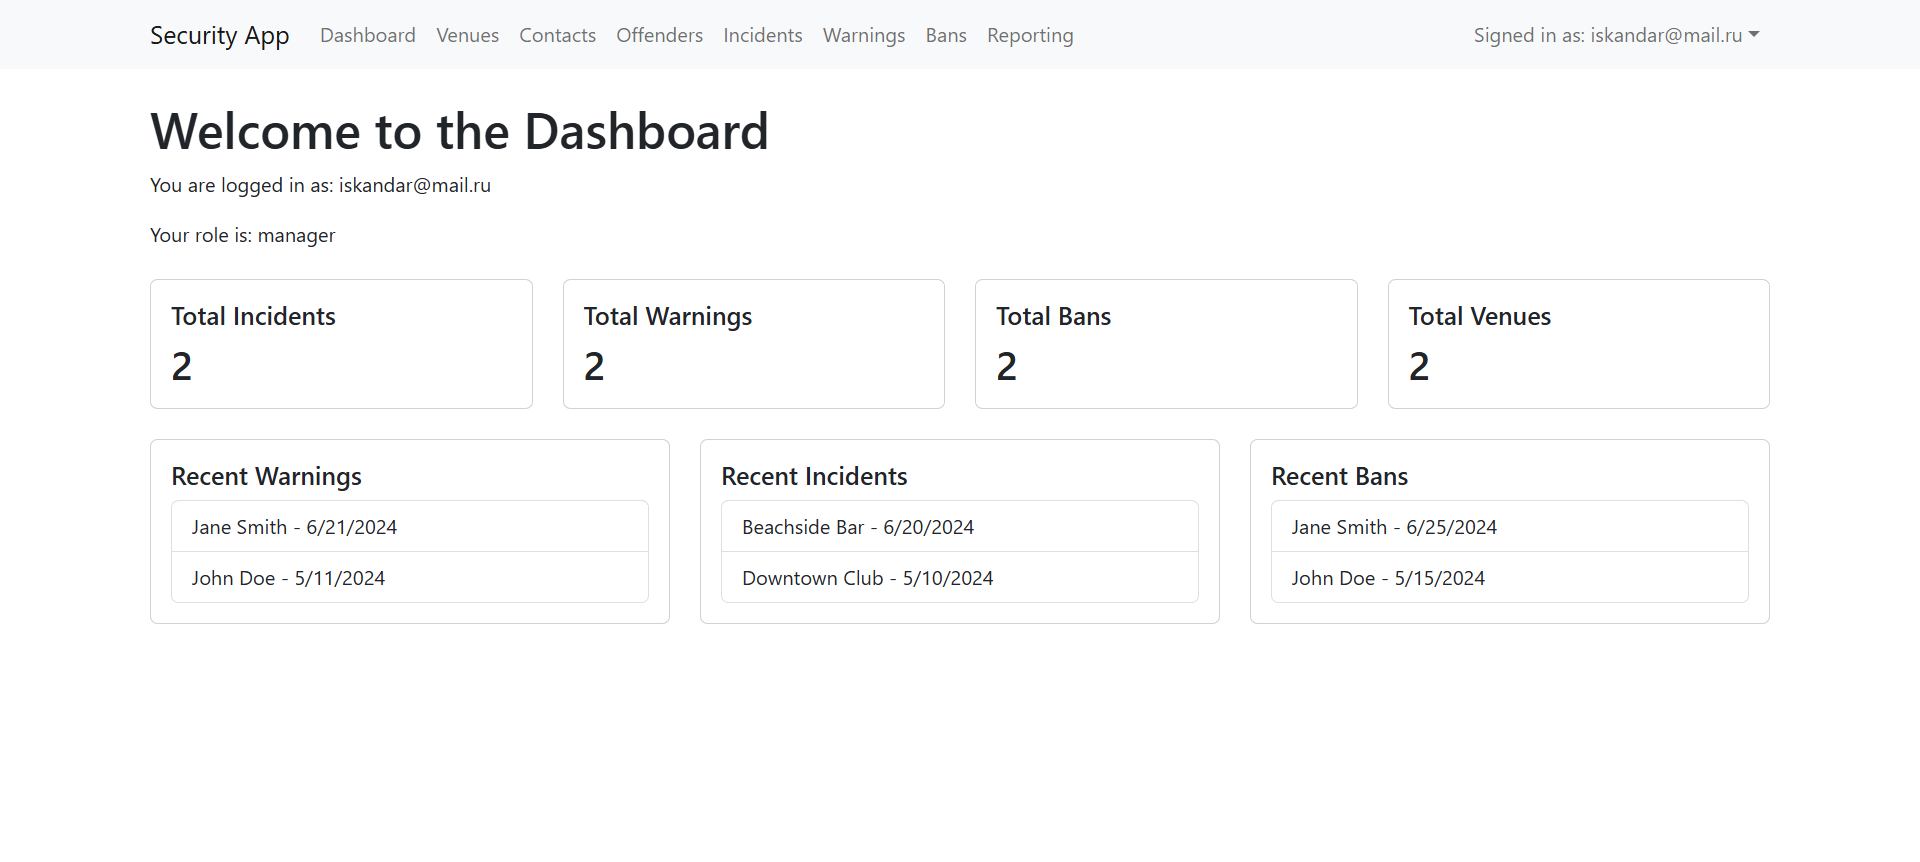 Security App Dashboard Venues Contacts Offenders Incidents Warnings Bans Reporting Signed in as: iskandar@mail.ru
Welcome to the Dashboard
You are logged in as: iskandar@mail.ru
Your role is: manager
Total Incidents
2
Total Warnings
2
Total Bans
2
Total Venues
2
Recent Warnings
Jane Smith - 6/21/2024
John Doe - 5/11/2024
Recent Incidents
Beachside Bar - 6/20/2024
Downtown Club - 5/10/2024
Recent Bans
Jane Smith - 6/25/2024
John Doe - 5/15/2024